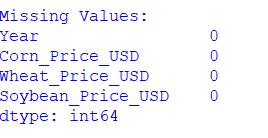 Missing Values:
Year 0
Corn_Price_USD 0
Wheat_Price_USD 0
Soybean_Price_USD 0
dtype: int64